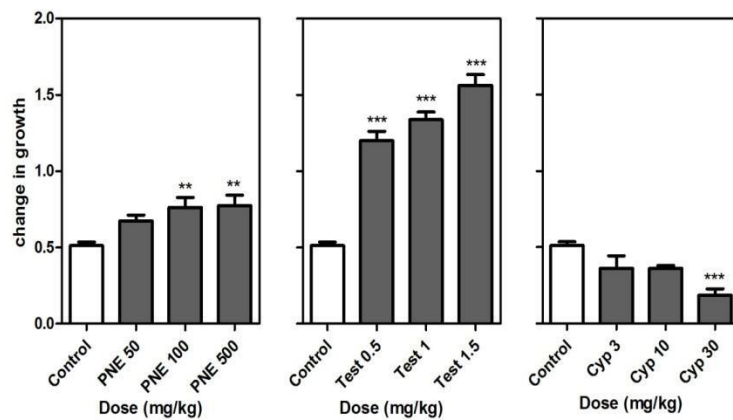 change in growth
2.0
1.5
1.0
0.5
0.0
** **
Control PNE 50 PNE 100 PNE 500
Dose (mg/kg)
*** *** ***
Control Test 0.5 Test 1 Test 1.5
Dose (mg/kg)
***
Control Cyp 3 Cyp 10 Cyp 30
Dose (mg/kg)